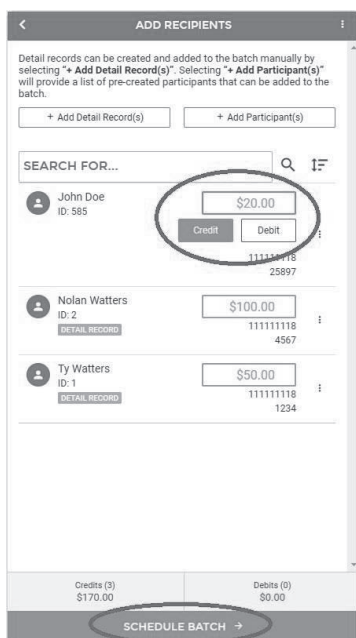 ADD RECIPIENTS
Detail records can be created and added to the batch manually by
selecting "+ Add Detail Record(s)". Selecting "+ Add Participant(s)"
will provide a list of pre-created participants that can be added to the
batch.
+ Add Detail Record(s)
+ Add Participant(s)
SEARCH FOR...
John Doe
$20.00
ID: 585
Credit
Debit
111111118
25897
Nolan Watters
$100.00
ID: 2
DETAIL RECORD
111111118
4567
Ty Watters
$50.00
ID: 1
DETAIL RECORD
111111118
1234
Credits (3)
Debits (0)
$170.00
$0.00
SCHEDULE BATCH →